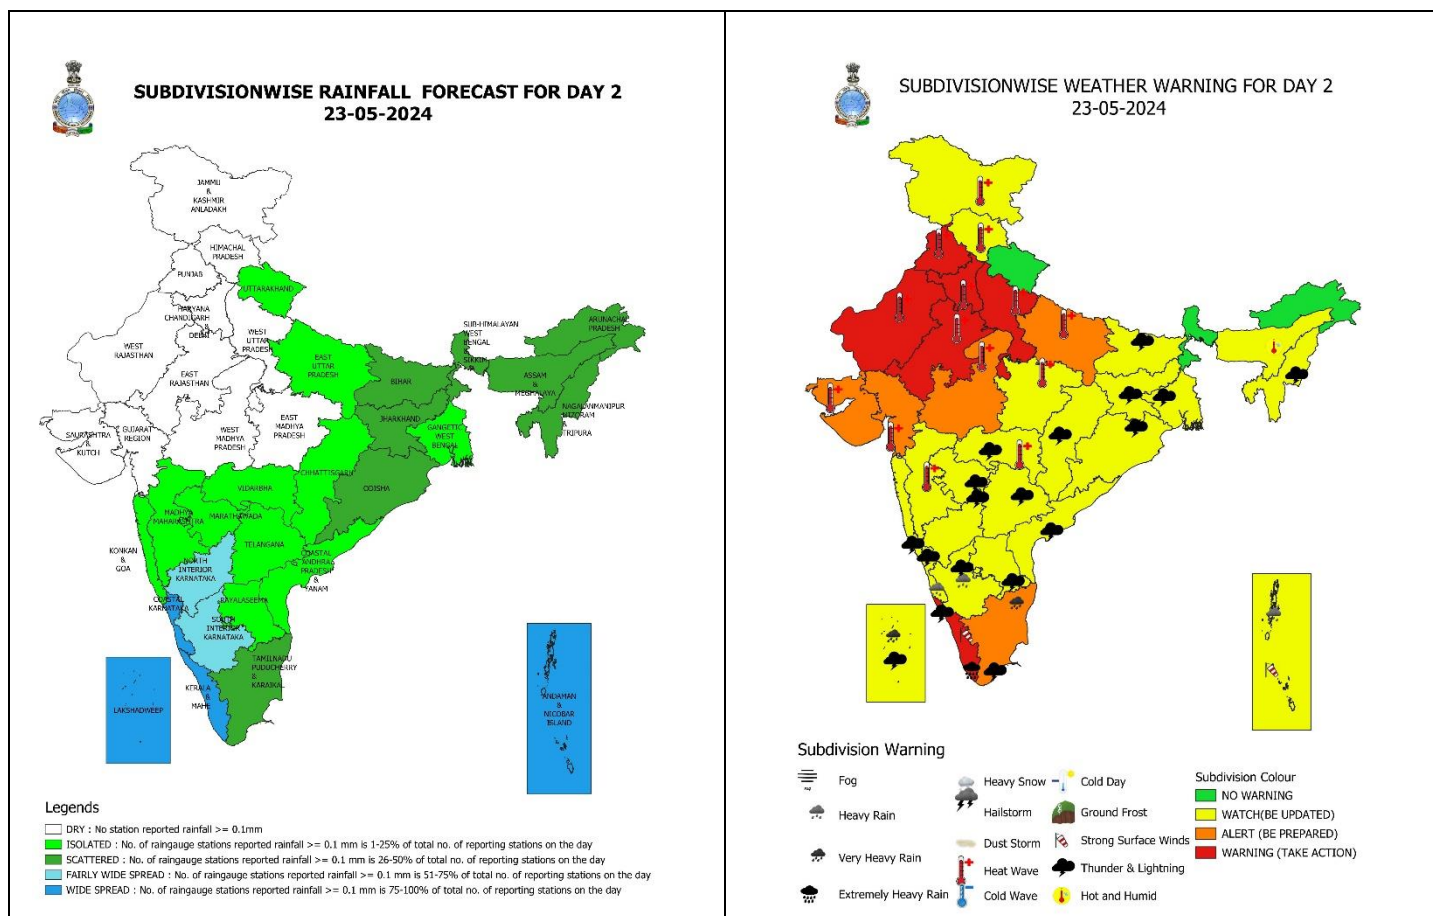 SUBDIVISIONWISE RAINFALL FORECAST FOR DAY 2
23-05-2024
JAMMU
&
KASHMIR
ANLADAKH
HIMACHAL
PRADESH
PUNJAB
UTTARAKHAND
HARYANA
CHANDIGARH
&
DELHI
WEST
UTTAR
PRADESH
WEST
RAJASTHAN
EAST
RAJASTHAN
EAST
UTTAR
PRADESH
SUB-HIMALAYAN
WEST
BENGAL
&
SIKKIM
ARUNACHAL
PRADESH
ASSAM
&
MEGHALAYA
BIHAR
JHARKHAND
GANGETIC
WEST
BENGAL
TRIPURA
SAURASHTRA
&
KUTCH
GUJARAT
REGION
WEST
MADHYA
PRADESH
EAST
MADHYA
PRADESH
CHHATTISGARH
ODISHA
VIDARBHA
MADHYA
MAHARASHTRA
MARATHAWADA
TELANGANA
KONKAN
&
GOA
NORTH
INTERIOR
KARNATAKA
COASTAL
ANDHRA
PRADESH
&
YANAM
COASTAL
KARNATAKA
RAYALASEEMA
SOUTH
INTERIOR
KARNATAKA
TAMILNADU
PUDUCHERRY
&
KARAIKAL
KERALA
&
MAHE
LAKSHADWEEP
ANDAMAN
&
NICOBAR
ISLAND
Legends
DRY : No station reported rainfall >= 0.1mm
ISOLATED : No. of raingauge stations reported rainfall >= 0.1 mm is 1-25% of total no. of reporting stations on the day
SCATTERED : No. of raingauge stations reported rainfall >= 0.1 mm is 26-50% of total no. of reporting stations on the day
FAIRLY WIDE SPREAD : No. of raingauge stations reported rainfall >= 0.1 mm is 51-75% of total no. of reporting stations on the day
WIDE SPREAD : No. of raingauge stations reported rainfall >= 0.1 mm is 75-100% of total no. of reporting stations on the day
SUBDIVISIONWISE WEATHER WARNING FOR DAY 2
23-05-2024
Subdivision Warning
Fog
Heavy Rain
Very Heavy Rain
Extremely Heavy Rain
Heavy Snow
Hailstorm
Dust Storm
Heat Wave
Cold Wave
Cold Day
Ground Frost
Strong Surface Winds
Thunder & Lightning
Hot and Humid
Subdivision Colour
NO WARNING
WATCH(BE UPDATED)
ALERT (BE PREPARED)
WARNING (TAKE ACTION)